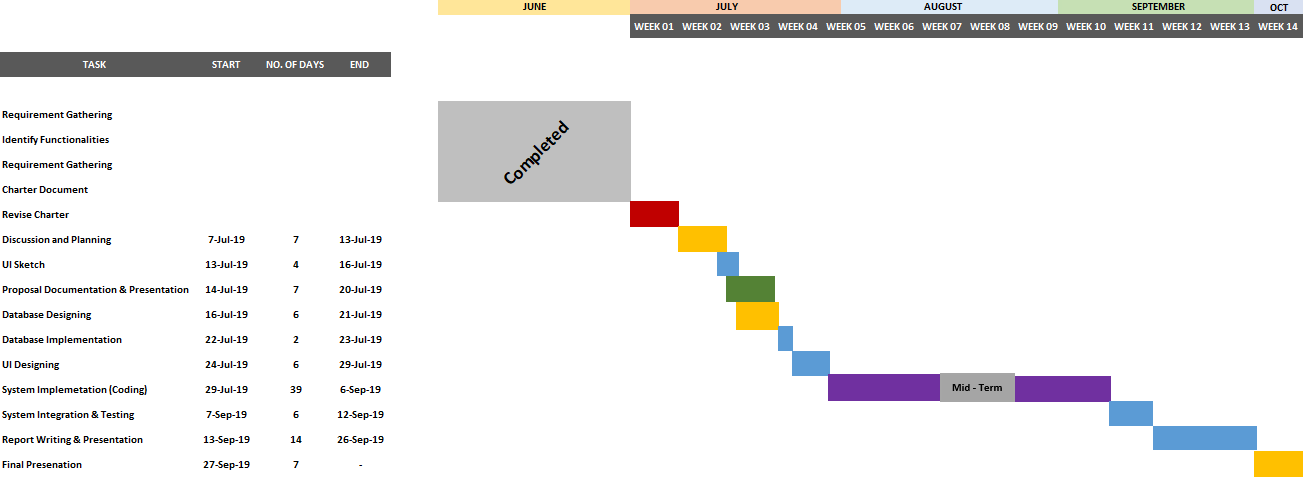 JUNE JULY AUGUST SEPTEMBER OCT
WEEK 01 WEEK 02 WEEK 03 WEEK 04 WEEK 05 WEEK 06 WEEK 07 WEEK 08 WEEK 09 WEEK 10 WEEK 11 WEEK 12 WEEK 13 WEEK 14
TASK START NO. OF DAYS END
Requirement Gathering
Identify Functionalities
Completed
Requirement Gathering
Charter Document
Revise Charter
Discussion and Planning 7-Jul-19 7 13-Jul-19
UI Sketch 13-Jul-19 4 16-Jul-19
Proposal Documentation & Presentation 14-Jul-19 7 20-Jul-19
Database Designing 16-Jul-19 6 21-Jul-19
Database Implementation 22-Jul-19 2 23-Jul-19
UI Designing 24-Jul-19 6 29-Jul-19
System Implemetation (Coding) 29-Jul-19 39 6-Sep-19 Mid - Term
System Integration & Testing 7-Sep-19 6 12-Sep-19
Report Writing & Presentation 13-Sep-19 14 26-Sep-19
Final Presenation 27-Sep-19 7 -